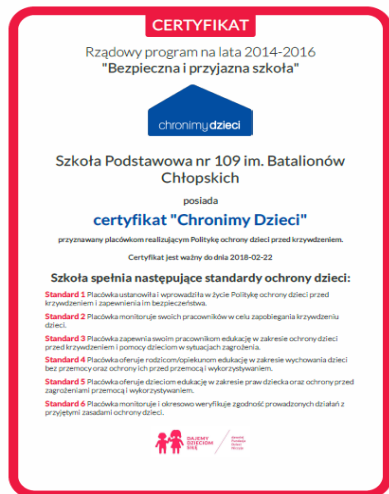 CERTYFIKAT
Rządowy program na lata 2014-2016
"Bezpieczna i przyjazna szkoła"
chronimy dzieci
Szkoła Podstawowa nr 109 im. Batalionów
Chłopskich
posiada
certyfikat "Chronimy Dzieci"
przyznawany placówkom realizującym Politykę ochrony dzieci przed krzywdzeniem.
Certyfikat jest ważny do dnia 2018-02-22
Szkoła spełnia następujące standardy ochrony dzieci:
Standard 1 Placówka ustanowiła i wprowadziła w życie Politykę ochrony dzieci przed
krzywdzeniem i zapewnienia im bezpieczeństwa.
Standard 2 Placówka monitoruje swoich pracowników w celu zapobiegania krzywdzeniu
dzieci.
Standard 3 Placówka zapewnia swoim pracownikom edukację w zakresie ochrony dzieci
przed krzywdzeniem i pomocy dzieciom w sytuacjach zagrożenia.
Standard 4 Placówka oferuje rodzicom/opiekunom edukację w zakresie wychowania dzieci
bez przemocy oraz ochrony ich przed przemocą i wykorzystywaniem.
Standard 5 Placówka oferuje dzieciom edukację w zakresie praw dziecka oraz ochrony przed
zagrożeniami przemocą i wykorzystywaniem.
Standard 6 Placówka monitoruje i okresowo weryfikuje zgodność prowadzonych działań z
przyjętymi zasadami ochrony dzieci.
DAJEMY
DZIECIOM
SIŁĘ